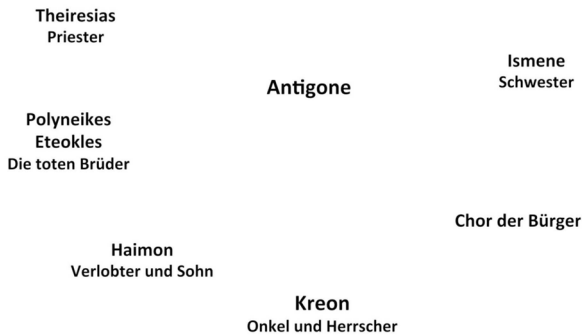 Theiresias
Priester
Ismene
Schwester
Antigone
Polyneikes
Eteokles
Die toten Brüder
Chor der Bürger
Haimon
Verlobter und Sohn
Kreon
Onkel und Herrscher